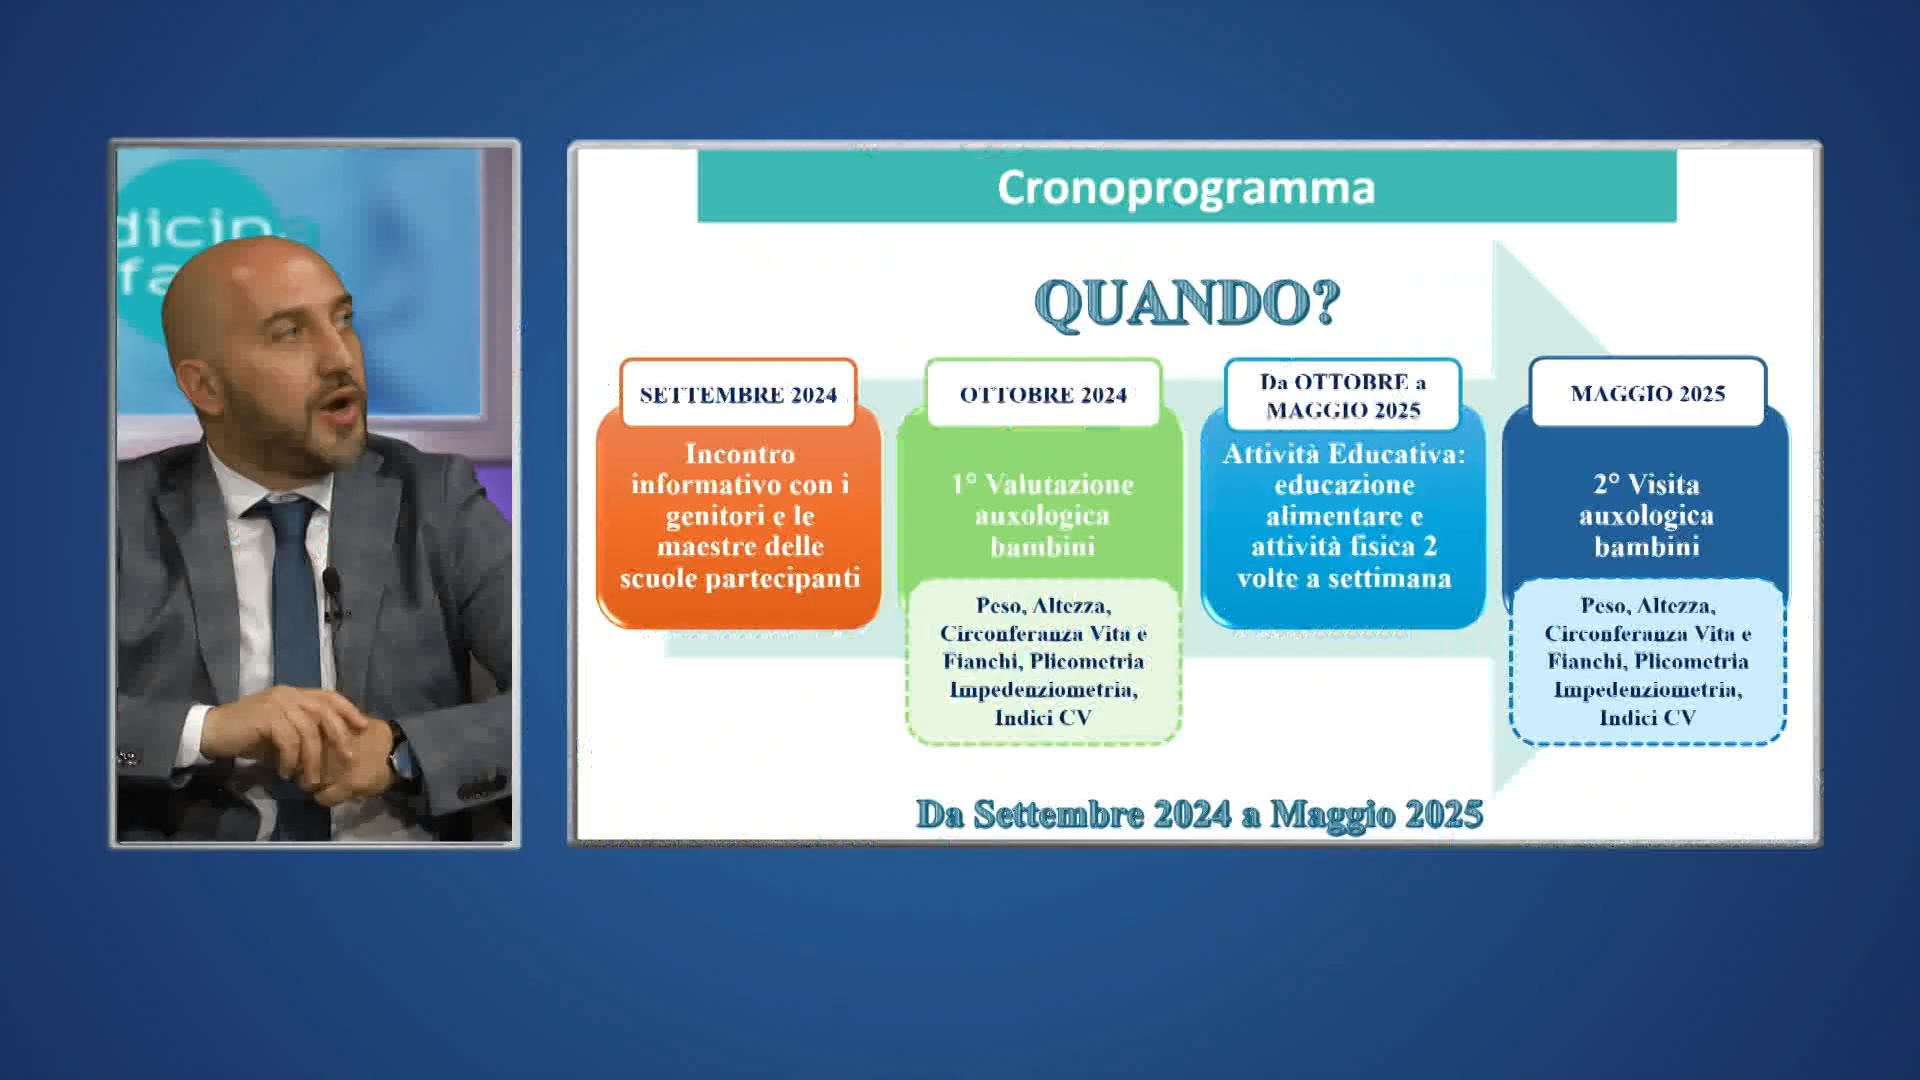 Cronoprogramma
QUANDO?
SETTEMBRE 2024
Incontro
informativo con i
genitori e le
maestre delle
scuole partecipanti
OTTOBRE 2024
1° Valutazione
auxologica
bambini
Peso, Altezza,
Circonferanza Vita e
Fianchi, Plicometria
Impedenziometria,
Indici CV
Da OTTOBRE a
MAGGIO 2025
Attività Educativa:
educazione
alimentare e
attività fisica 2
volte a settimana
MAGGIO 2025
2° Visita
auxologica
bambini
Peso, Altezza,
Circonferanza Vita e
Fianchi, Plicometria
Impedenziometria,
Indici CV
Da Settembre 2024 a Maggio 2025